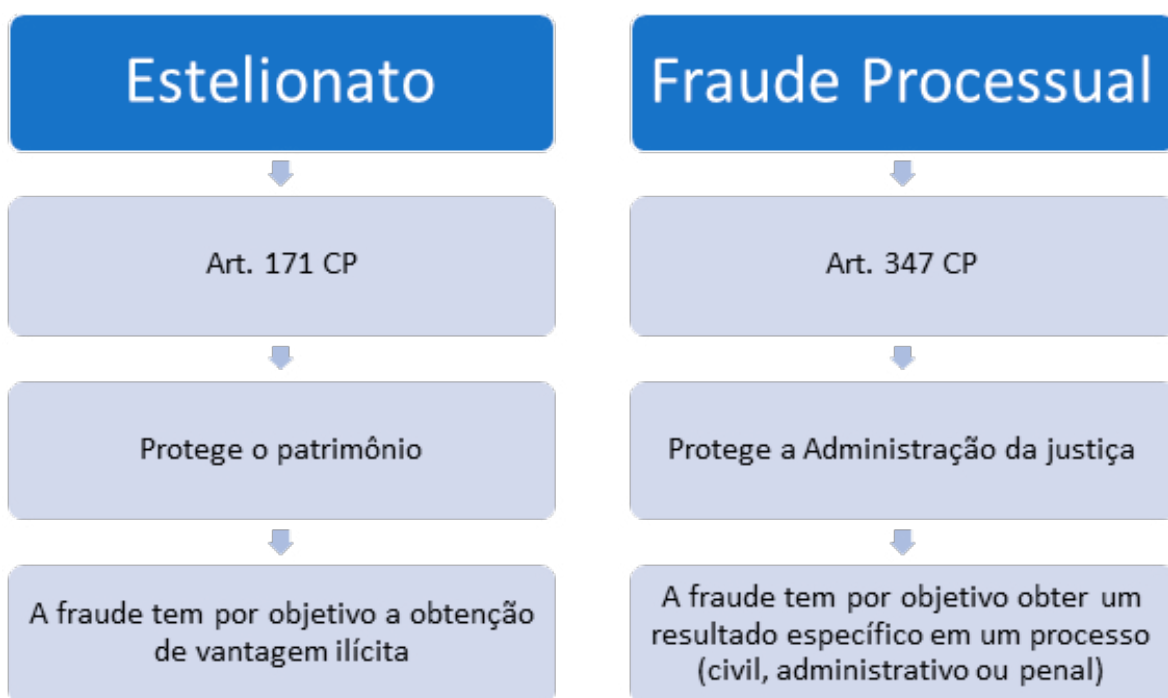 Estelionato
Art. 171 CP
Protege o patrimônio
A fraude tem por objetivo a obtenção
de vantagem ilícita
Fraude Processual
Art. 347 CP
Protege a Administração da justiça
A fraude tem por objetivo obter um
resultado específico em um processo
(civil, administrativo ou penal)